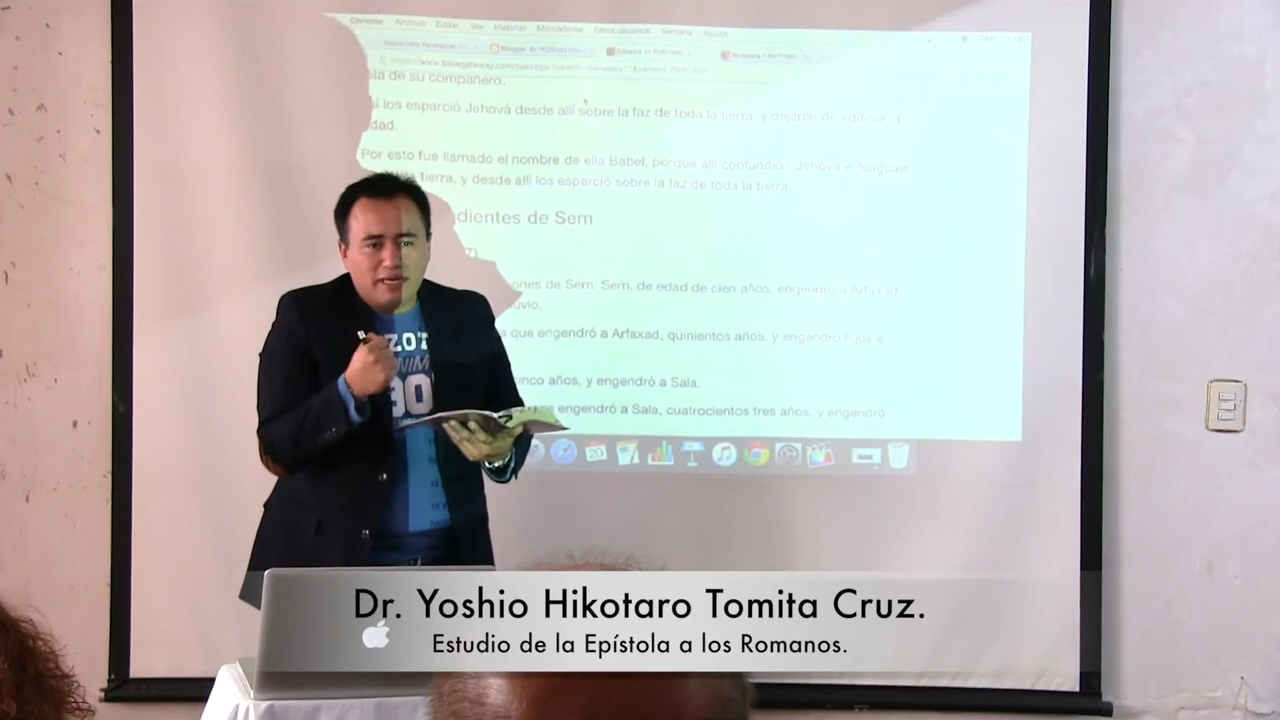 Chrome Archivo Editar Ver Historial Marcadores Otros usuarios Ventana Ayuda
de su compañero.
los esparció Jehová desde allí sobre la faz de toda la tierra, y dejaron de edificar la
dad.
Por esto fue llamado el nombre de ella Babel, porque allí confundió Jehová el lenguaje
tierra, y desde allí los esparció sobre la faz de toda la tierra.
dientes de Sem
ones de Sem: Sem, de edad de cien años, engendró a Arfaxad,
uvio.
que engendró a Arfaxad, quinientos años, y engendró hijos e
inco años, y engendró a Sala.
engendró a Sala, cuatrocientos tres años, y engendró
20
Dr. Yoshio Hikotaro Tomita Cruz.
Estudio de la Epístola a los Romanos.